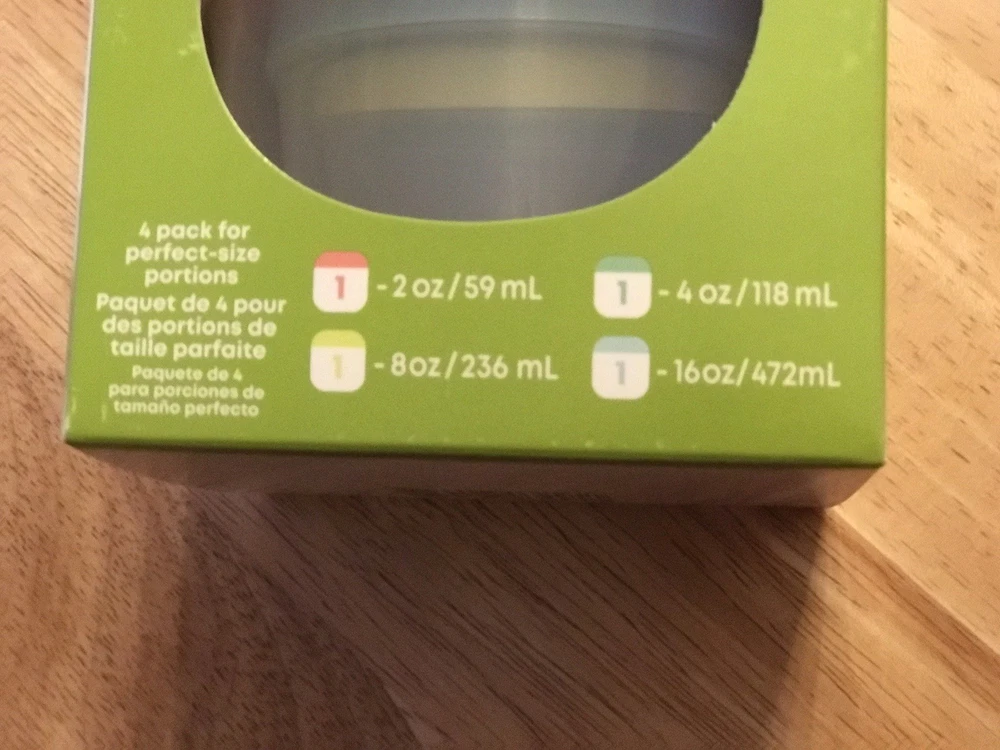 4 pack for
perfect-size
portions
Paquet de 4 pour
des portions de
taille parfaite
Paquete de 4
para porciones de
tamaño perfecto
1 - 2 oz/59 mL
1 - 4 oz/118 mL
1 - 8oz/236 mL
1 - 16oz/472mL